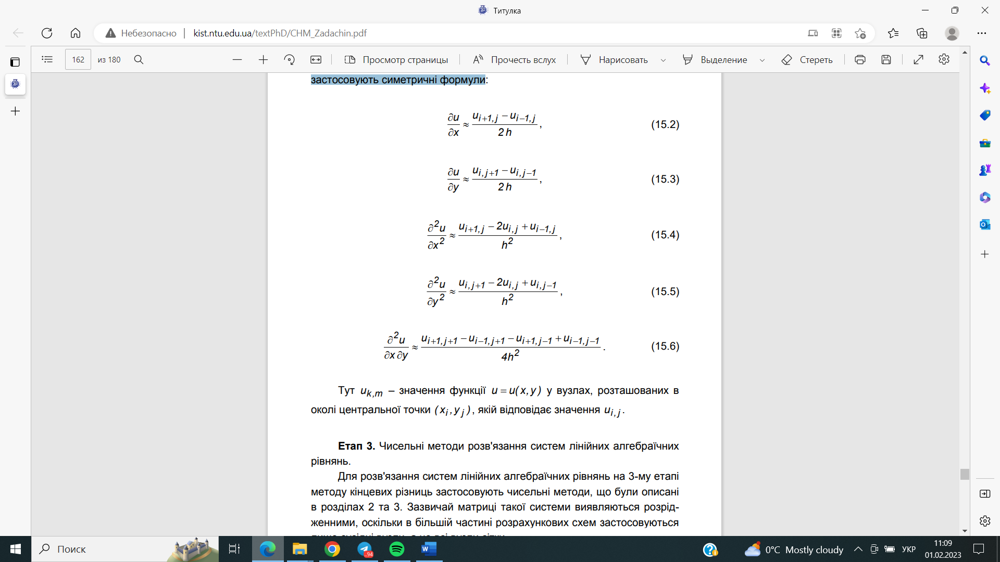 Титулка
Небезопасно | kist.ntu.edu.ua/textPhD/CHM_Zadachin.pdf
162 из 180 Просмотр страницы Прочесть вслух Нарисовать Выделение Стереть
застосовують симетричні формули:
∂u/∂x ≈ (u_{i+1,j} − u_{i−1,j})/(2h), (15.2)
∂u/∂y ≈ (u_{i,j+1} − u_{i,j−1})/(2h), (15.3)
∂²u/∂x² ≈ (u_{i+1,j} − 2u_{i,j} + u_{i−1,j})/h², (15.4)
∂²u/∂y² ≈ (u_{i,j+1} − 2u_{i,j} + u_{i,j−1})/h², (15.5)
∂²u/∂x∂y ≈ (u_{i+1,j+1} − u_{i−1,j+1} − u_{i+1,j−1} + u_{i−1,j−1})/(4h²). (15.6)
Тут u_{k,m} – значення функції u = u(x,y) у вузлах, розташованих в
околі центральної точки (x_i, y_j), якій відповідає значення u_{i,j}.
Етап 3. Чисельні методи розв'язання систем лінійних алгебраїчних
рівнянь.
Для розв'язання систем лінійних алгебраїчних рівнянь на 3-му етапі
методу кінцевих різниць застосовують чисельні методи, що були описані
в розділах 2 та 3. Зазвичай матриці такої системи виявляються розрід-
женними, оскільки в більшій частині розрахункових схем застосовуються
Поиск
..94
0°C Mostly cloudy
УКР
11:09
01.02.2023